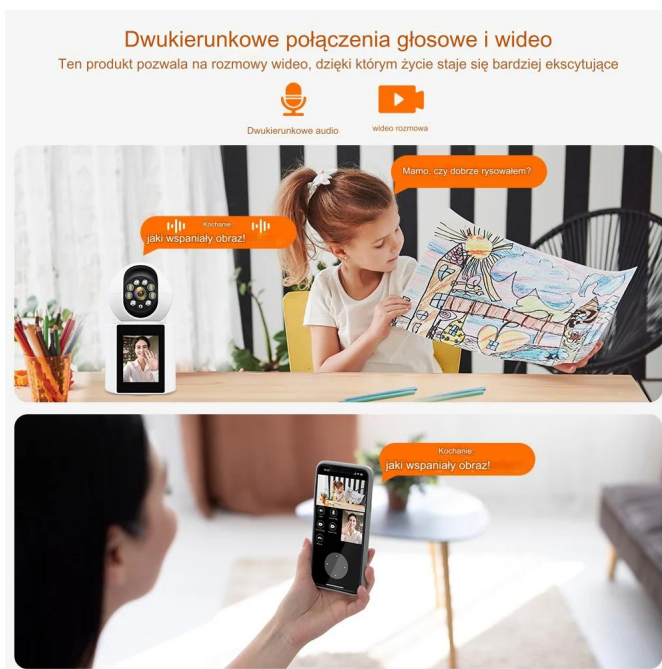 Dwukierunkowe połączenia głosowe i wideo
Ten produkt pozwala na rozmowy wideo, dzięki którym życie staje się bardziej ekscytujące
Dwukierunkowe audio
wideo rozmowa
Mamo, czy dobrze rysowałem?
Kochanie
jaki wspaniały obraz!
Kochanie
jaki wspaniały obraz!